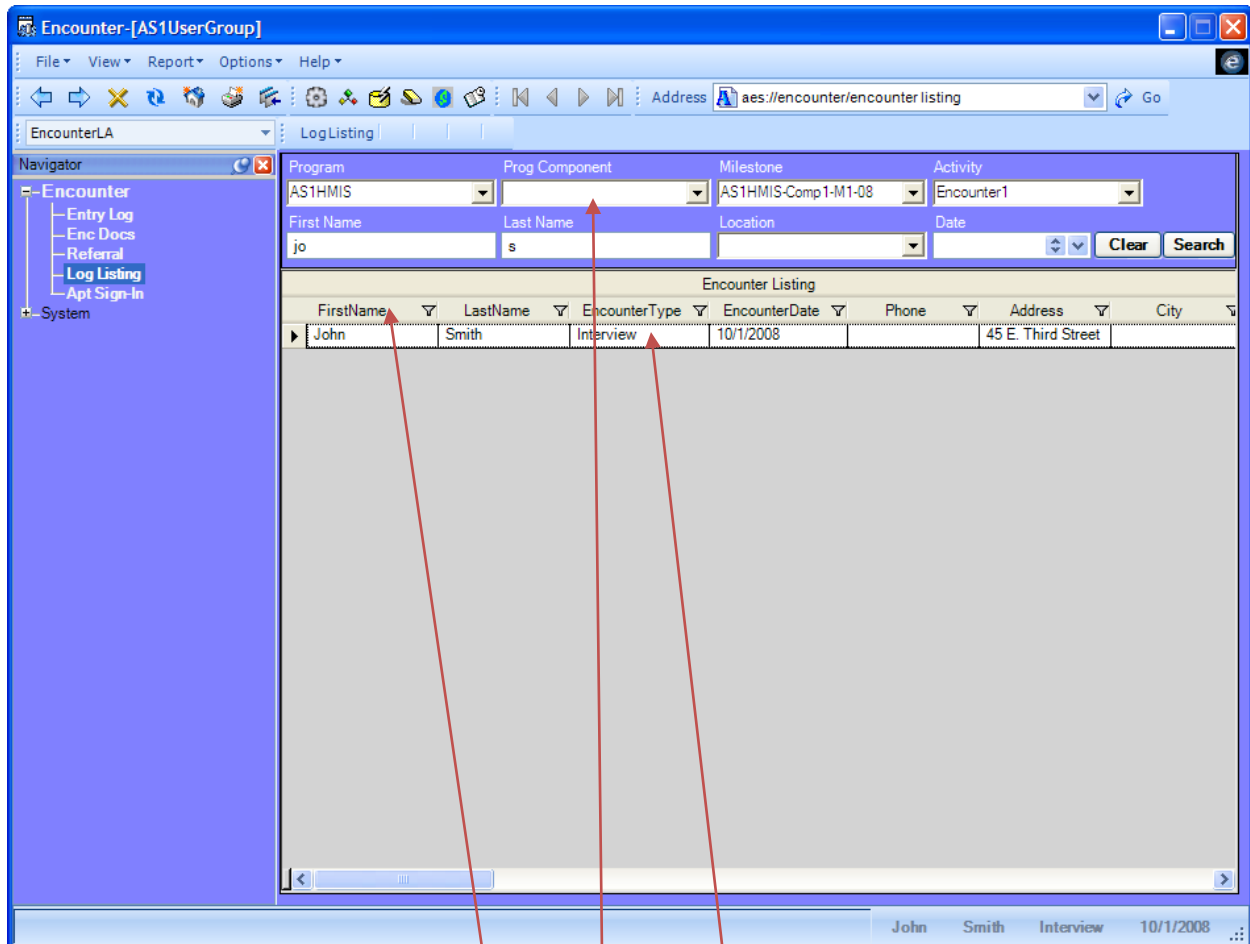 Encounter-[AS1UserGroup]
File View Report Options Help
Address aes://encounter/encounter listing Go
EncounterLA LogListing
Navigator
Encounter
Entry Log
Enc Docs
Referral
Log Listing
Apt Sign-In
System
Program Prog Component Milestone Activity
AS1HMIS AS1HMIS-Comp1-M1-08 Encounter1
First Name Last Name Location Date
jo s Clear Search
Encounter Listing
FirstName LastName EncounterType EncounterDate Phone Address City
John Smith Interview 10/1/2008 45 E. Third Street
John Smith Interview 10/1/2008